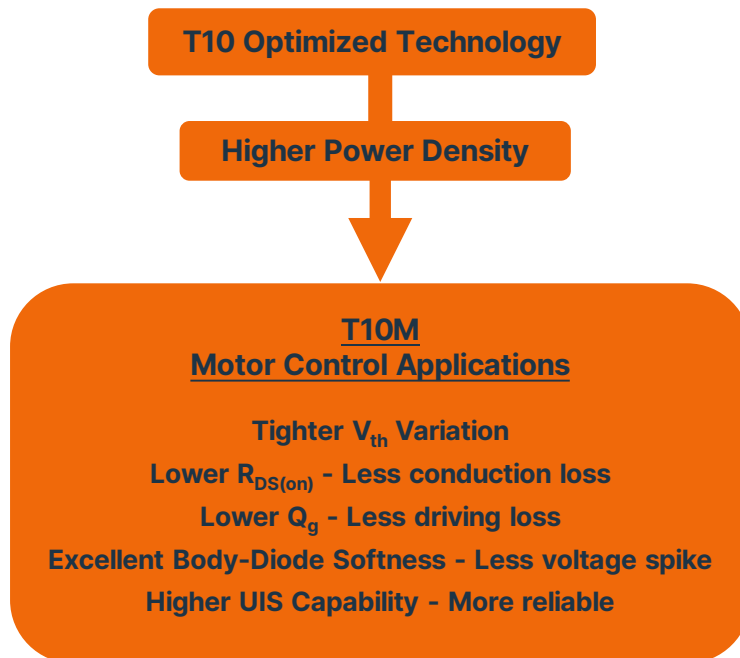 T10 Optimized Technology
Higher Power Density
T10M
Motor Control Applications
Tighter Vth Variation
Lower RDS(on) - Less conduction loss
Lower Qg - Less driving loss
Excellent Body-Diode Softness - Less voltage spike
Higher UIS Capability - More reliable